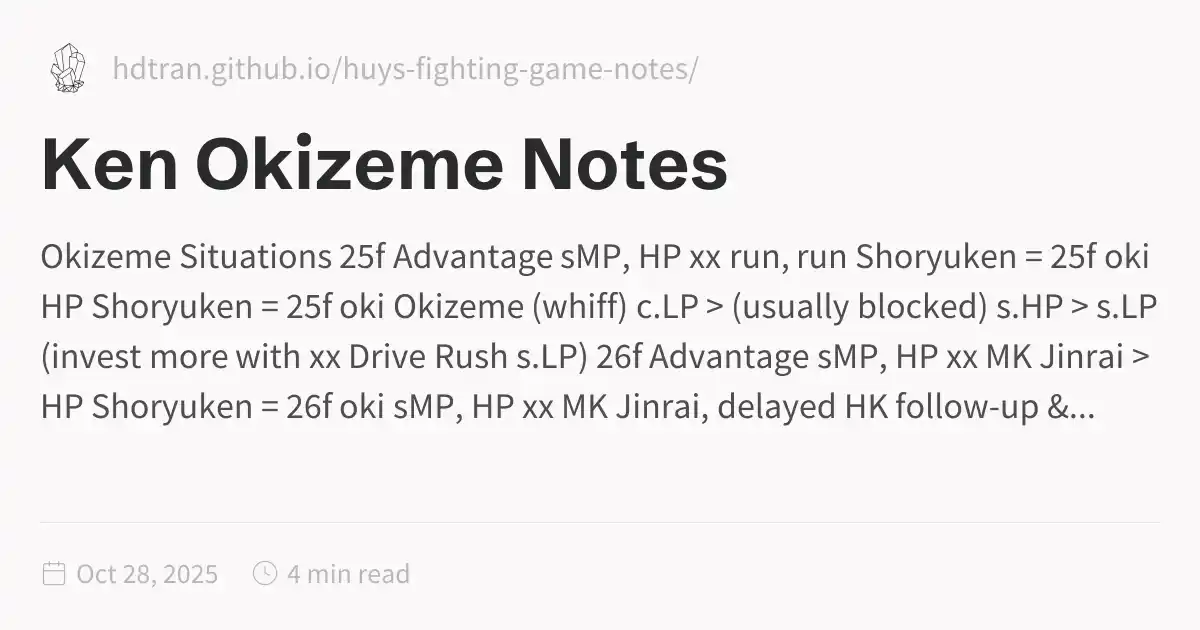 hdtran.github.io/huys-fighting-game-notes/
Ken Okizeme Notes
Okizeme Situations 25f Advantage sMP, HP xx run, run Shoryuken = 25f oki
HP Shoryuken = 25f oki Okizeme (whiff) c.LP > (usually blocked) s.HP > s.LP
(invest more with xx Drive Rush s.LP) 26f Advantage sMP, HP xx MK Jinrai >
HP Shoryuken = 26f oki sMP, HP xx MK Jinrai, delayed HK follow-up &...
Oct 28, 2025 4 min read